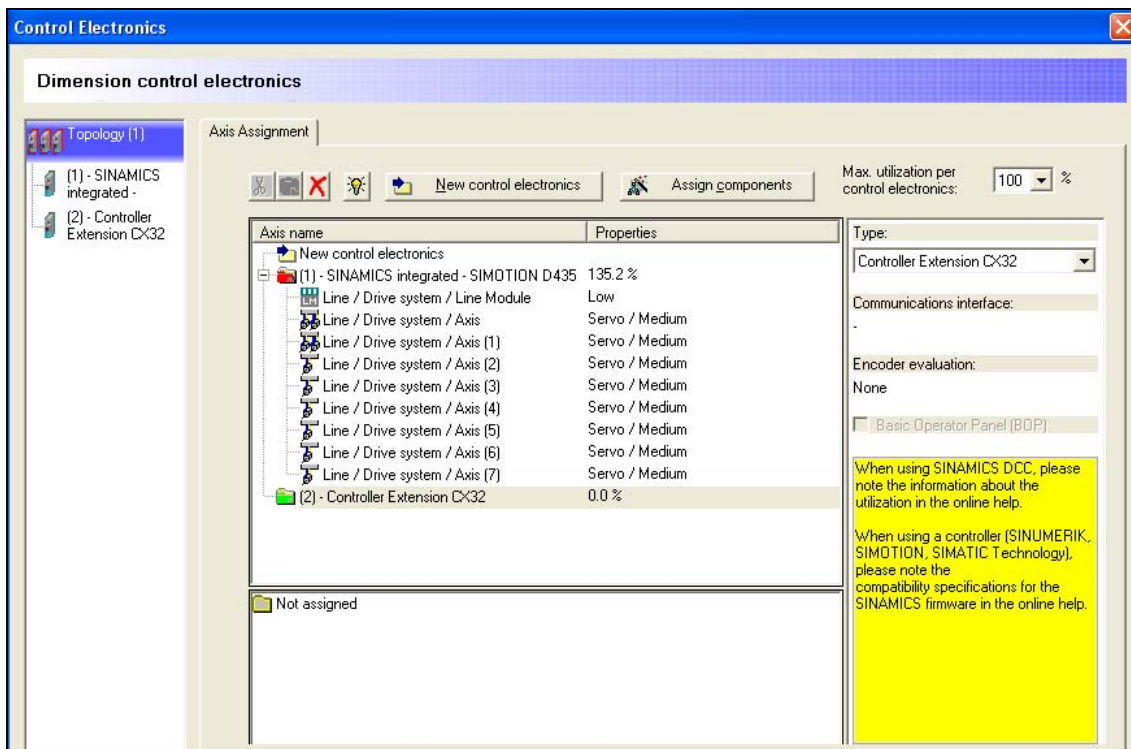 Control Electronics
Dimension control electronics
Topology (1)
(1) - SINAMICS
integrated -
(2) - Controller
Extension CX32
Axis Assignment
New control electronics
Assign components
Max. utilization per
control electronics:
100 %
Axis name Properties
New control electronics
(1) - SINAMICS integrated - SIMOTION D435 135.2 %
LM Line / Drive system / Line Module Low
Line / Drive system / Axis Servo / Medium
Line / Drive system / Axis (1) Servo / Medium
Line / Drive system / Axis (2) Servo / Medium
Line / Drive system / Axis (3) Servo / Medium
Line / Drive system / Axis (4) Servo / Medium
Line / Drive system / Axis (5) Servo / Medium
Line / Drive system / Axis (6) Servo / Medium
Line / Drive system / Axis (7) Servo / Medium
(2) - Controller Extension CX32 0.0 %
Not assigned
Type:
Controller Extension CX32
Communications interface:
-
Encoder evaluation:
None
Basic Operator Panel (BOP)
When using SINAMICS DCC, please
note the information about the
utilization in the online help.
When using a controller (SINUMERIK,
SIMOTION, SIMATIC Technology),
please note the
compatibility specifications for the
SINAMICS firmware in the online help.